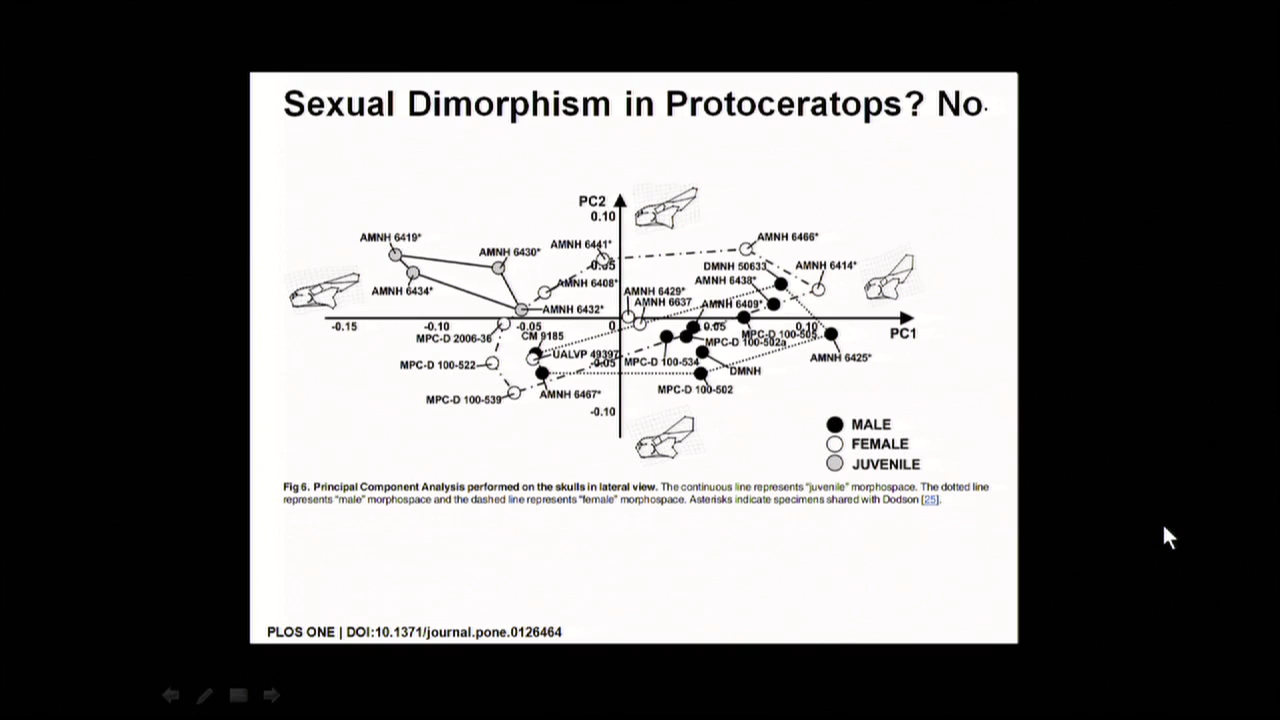 Sexual Dimorphism in Protoceratops? No.
PC2
0.10
AMNH 6466*
AMNH 6419*
AMNH 6441*
AMNH 6430*
0.05
DMNH 50633
AMNH 6414*
AMNH 6434*
AMNH 6408*
AMNH 6438*
AMNH 6429*
AMNH 6637
AMNH 6409*
AMNH 6432*
-0.15
-0.10
-0.05
0
0.05
0.10
PC1
MPC-D 2006-36
CM 9185
MPC-D 100-505
MPC-D 100-502a
UALVP 49397
MPC-D 100-522
-0.05
MPC-D 100-534
AMNH 6425*
DMNH
MPC-D 100-539
AMNH 6467*
MPC-D 100-502
-0.10
MALE
FEMALE
JUVENILE
Fig 6. Principal Component Analysis performed on the skulls in lateral view. The continuous line represents "juvenile" morphospace. The dotted line
represents "male" morphospace and the dashed line represents "female" morphospace. Asterisks indicate specimens shared with Dodson [25].
PLOS ONE | DOI:10.1371/journal.pone.0126464